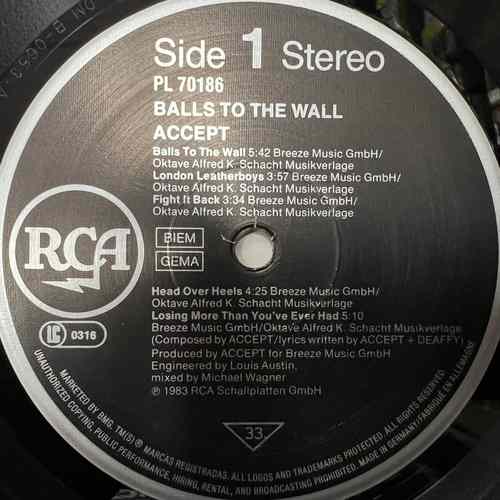 Side 1 Stereo
PL 70186
BALLS TO THE WALL
ACCEPT
Balls To The Wall 5:42 Breeze Music GmbH/
Oktave Alfred K. Schacht Musikverlage
London Leatherboys 3:57 Breeze Music GmbH/
Oktave Alfred K. Schacht Musikverlage
Fight It Back 3:34 Breeze Music GmbH/
Oktave Alfred K. Schacht Musikverlage
RCA
BIEM
GEMA
LC 0316
Head Over Heels 4:25 Breeze Music GmbH/
Oktave Alfred K. Schacht Musikverlage
Losing More Than You've Ever Had 5:10
Breeze Music GmbH/Oktave Alfred K. Schacht Musikverlage
(Composed by ACCEPT/lyrics written by ACCEPT + DEAFFY)
Produced by ACCEPT for Breeze Music GmbH
Engineered by Louis Austin,
mixed by Michael Wagner
℗ 1983 RCA Schallplatten GmbH
33
MARKETED BY BMG. TM(S) ® MARCAS REGISTRADAS. ALL LOGOS AND TRADEMARKS PROTECTED. ALL RIGHTS RESERVED.
UNAUTHORIZED COPYING, PUBLIC PERFORMANCE, HIRING, RENTAL, AND BROADCASTING PROHIBITED. MADE IN GERMANY/FABRIQUÉ EN ALLEMAGNE